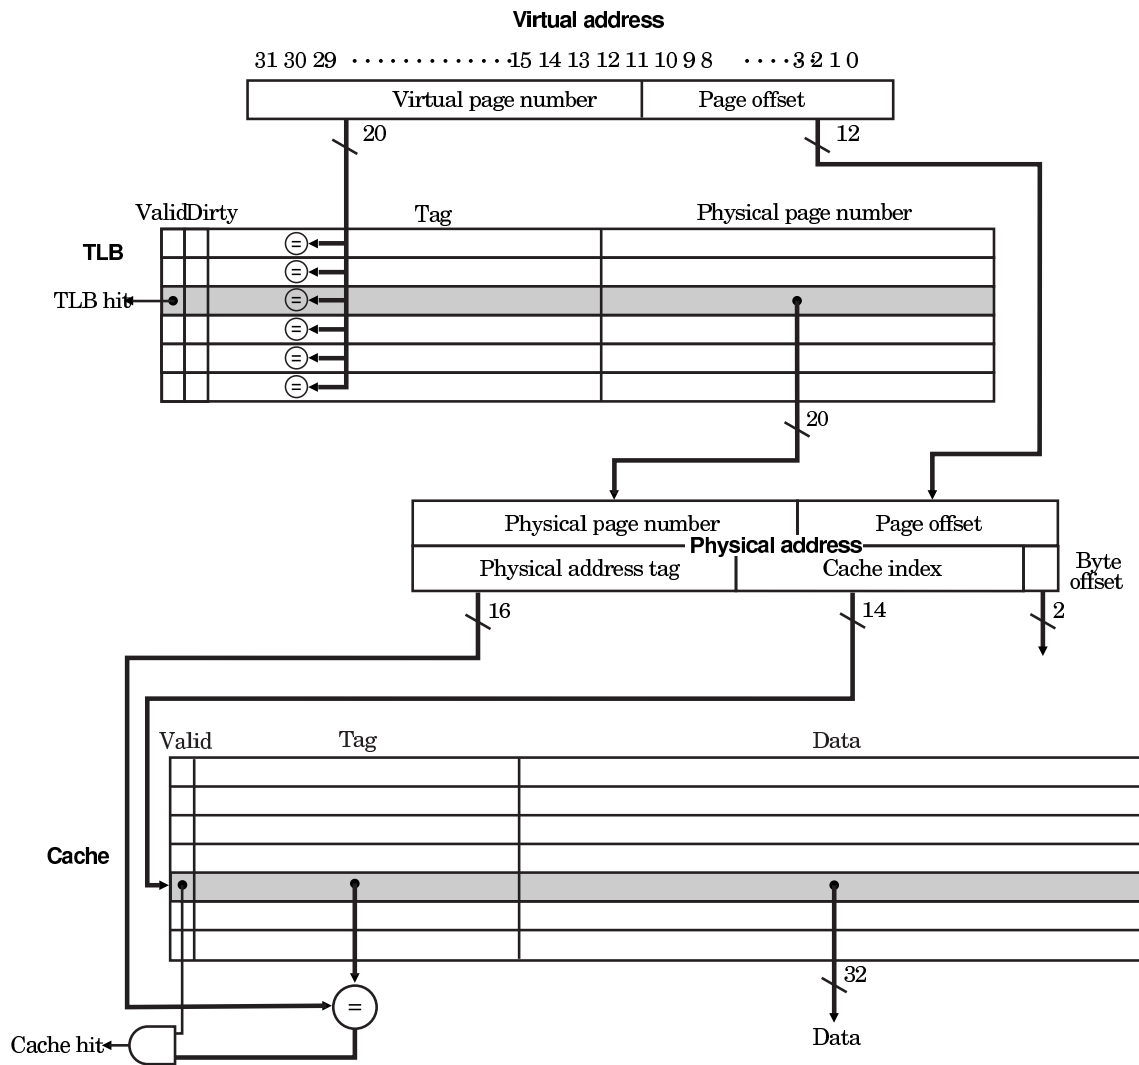 Virtual address
31 30 29 ············· 15 14 13 12 11 10 9 8 ····· 3 2 1 0
Virtual page number Page offset
20 12
Valid Dirty Tag Physical page number
TLB
=
=
TLB hit =
=
=
=
20
Physical page number Page offset
Physical address
Physical address tag Cache index Byte offset
16 14 2
Valid Tag Data
Cache
32
=
Data
Cache hit